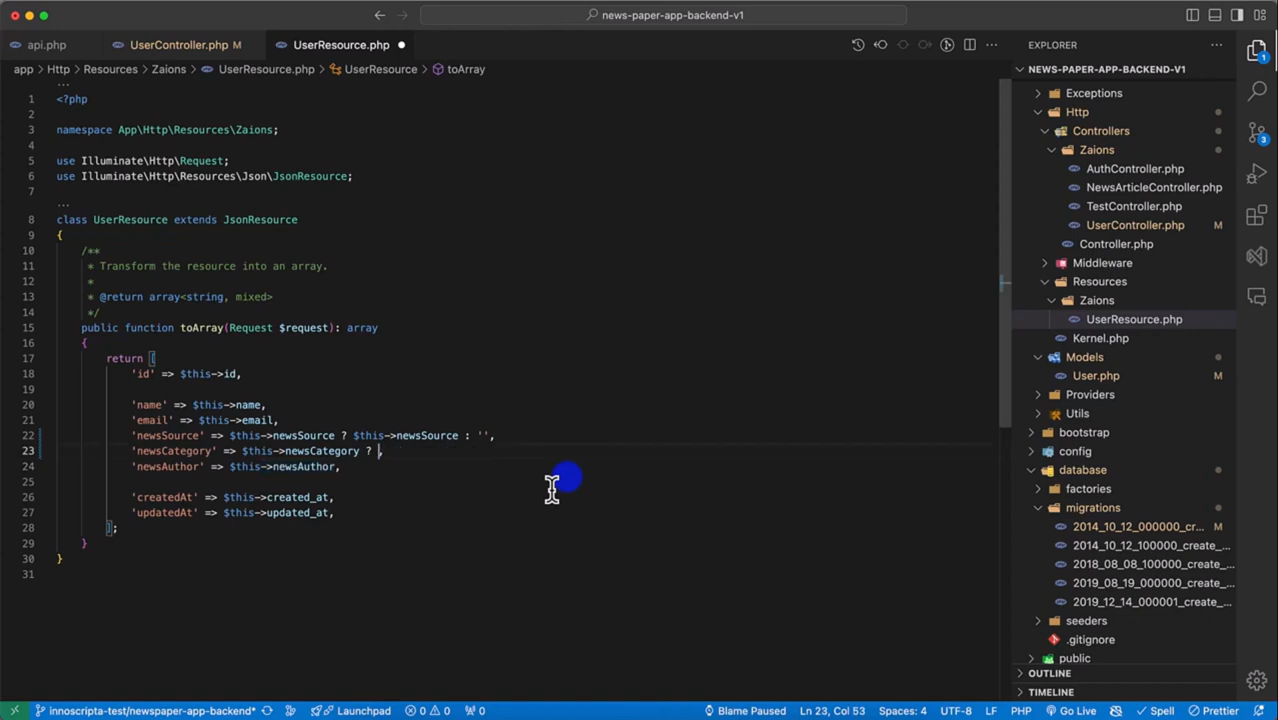 news-paper-app-backend-v1
api.php
UserController.php M
UserResource.php
EXPLORER
app > Http > Resources > Zaions > UserResource.php > UserResource > toArray
...
1 <?php
2
3 namespace App\Http\Resources\Zaions;
4
5 use Illuminate\Http\Request;
6 use Illuminate\Http\Resources\Json\JsonResource;
7
...
8 class UserResource extends JsonResource
9 {
10 /**
11 * Transform the resource into an array.
12 *
13 * @return array<string, mixed>
14 */
15 public function toArray(Request $request): array
16 {
17 return [
18 'id' => $this->id,
19
20 'name' => $this->name,
21 'email' => $this->email,
22 'newsSource' => $this->newsSource ? $this->newsSource : '',
23 'newsCategory' => $this->newsCategory ? ,
24 'newsAuthor' => $this->newsAuthor,
25
26 'createdAt' => $this->created_at,
27 'updatedAt' => $this->updated_at,
28 ];
29 }
30 }
31
NEWS-PAPER-APP-BACKEND-V1
Exceptions
Http
Controllers
Zaions
AuthController.php
NewsArticleController.php
TestController.php
UserController.php M
Controller.php
Middleware
Resources
Zaions
UserResource.php
Kernel.php
Models
User.php M
Providers
Utils
bootstrap
config
database
factories
migrations
2014_10_12_000000_cr... M
2014_10_12_100000_create_...
2018_08_08_100000_create_...
2019_08_19_000000_create_...
2019_12_14_000001_create_...
seeders
.gitignore
public
OUTLINE
TIMELINE
1
3
innoscripta-test/newspaper-app-backend* Launchpad 0 0 0 Blame Paused Ln 23, Col 53 Spaces: 4 UTF-8 LF PHP Go Live Spell Prettier